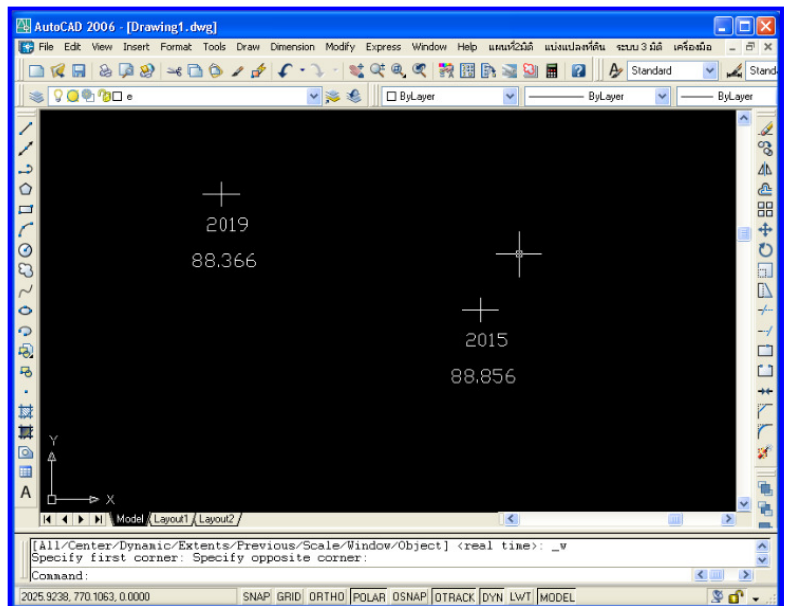 AutoCAD 2006 - [Drawing1.dwg]
File Edit View Insert Format Tools Draw Dimension Modify Express Window Help แผนที่2มิติ แบ่งแปลงที่ดิน ระบบ 3 มิติ เครื่องมือ
Standard Stand
e ByLayer ByLayer ByLayer
2019
88.366
2015
88.856
Y
X
A
Model Layout1 Layout2
[All/Center/Dynamic/Extents/Previous/Scale/Window/Object] <real time>: _w
Specify first corner: Specify opposite corner:
Command:
2025.9238, 770.1063, 0.0000 SNAP GRID ORTHO POLAR OSNAP OTRACK DYN LWT MODEL